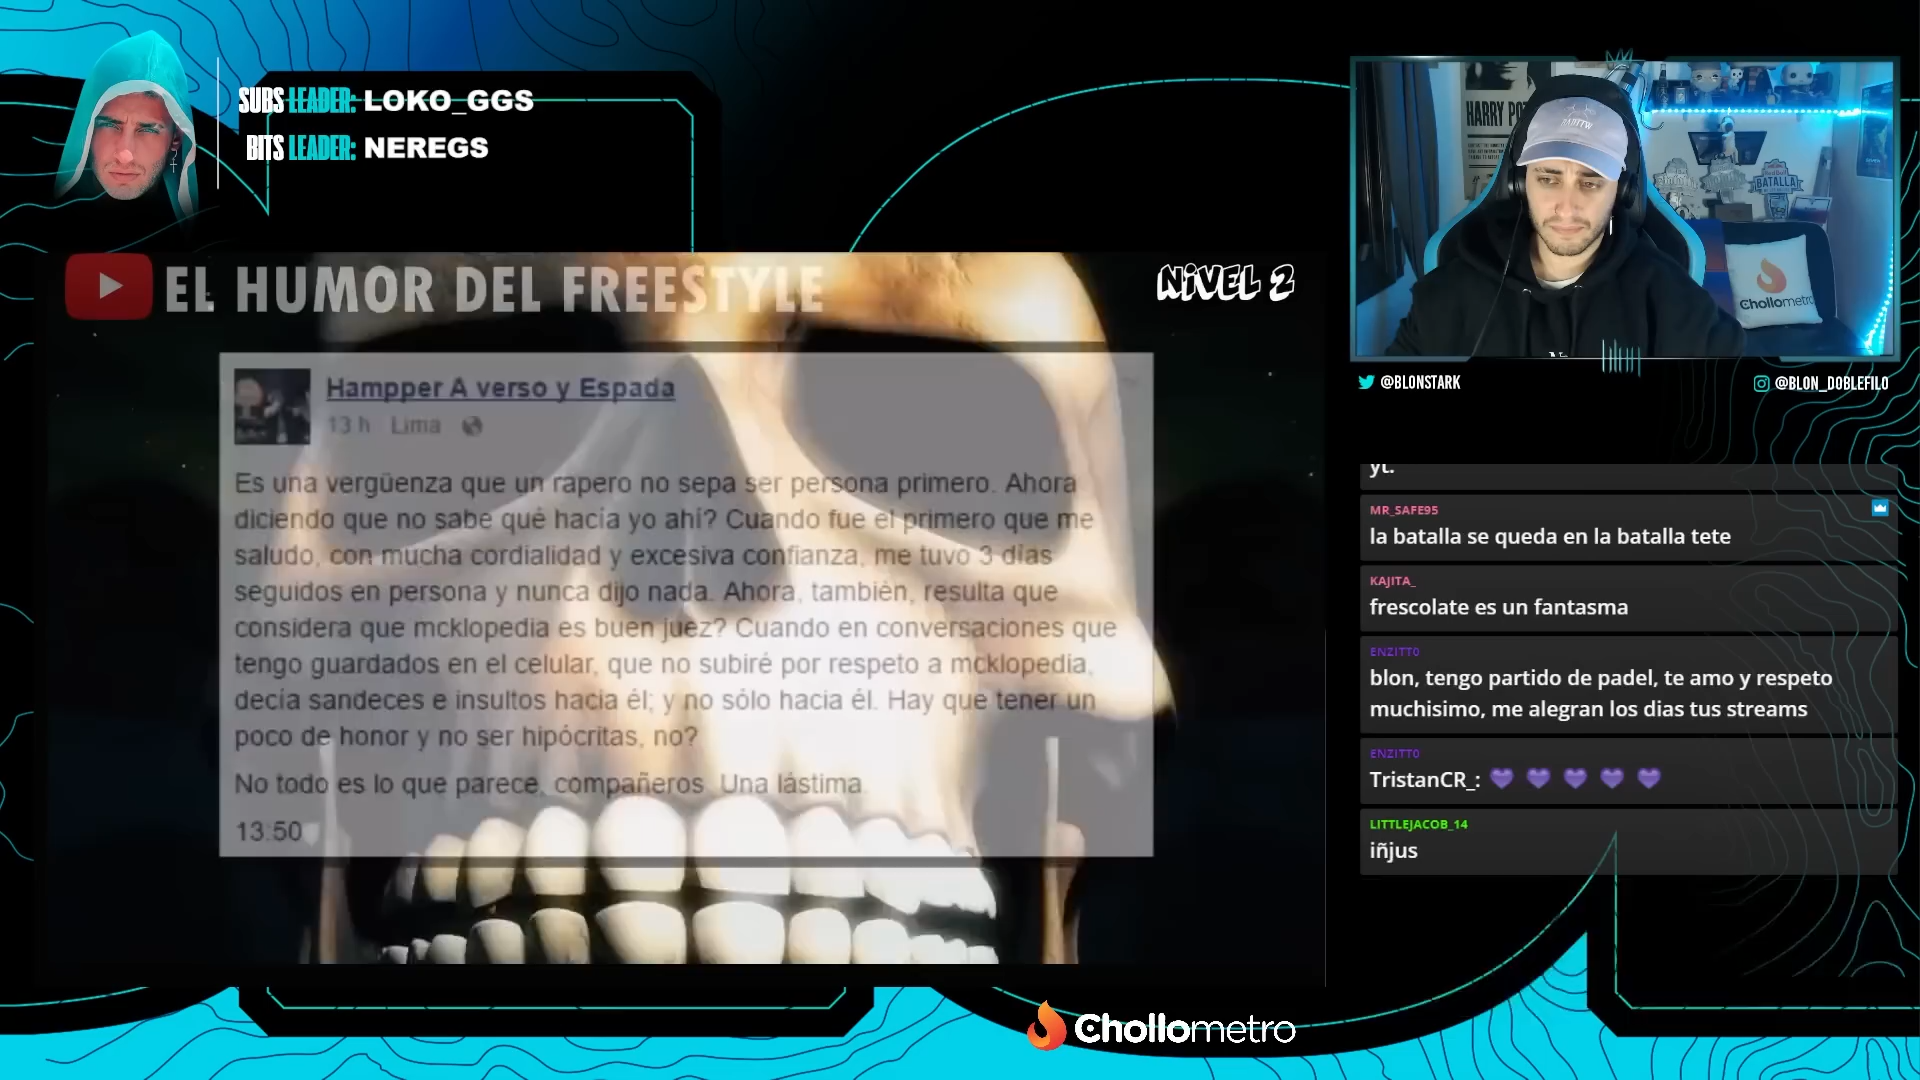 SUBS LEADER: LOKO_GGS
BITS LEADER: NEREGS
EL HUMOR DEL FREESTYLE
NIVEL 2
Hampper A verso y Espada
13 h Lima
Es una vergüenza que un rapero no sepa ser persona primero. Ahora
diciendo que no sabe qué hacía yo ahí? Cuando fue el primero que me
saludo, con mucha cordialidad y excesiva confianza, me tuvo 3 días
seguidos en persona y nunca dijo nada. Ahora, también, resulta que
considera que mcklopedia es buen juez? Cuando en conversaciones que
tengo guardados en el celular, que no subiré por respeto a mcklopedia,
decía sandeces e insultos hacia él; y no sólo hacia él. Hay que tener un
poco de honor y no ser hipócritas, no?
No todo es lo que parece, compañeros. Una lástima.
13:50
HARRY PO
BATALLA
Chollometro
@BLONSTARK
@BLON_DOBLEFILO
yt.
MR_SAFE95
la batalla se queda en la batalla tete
KAJITA_
frescolate es un fantasma
ENZITT0
blon, tengo partido de padel, te amo y respeto
muchisimo, me alegran los dias tus streams
ENZITT0
TristanCR_: 💜 💜 💜 💜 💜
LITTLEJACOB_14
iñjus
Chollometro